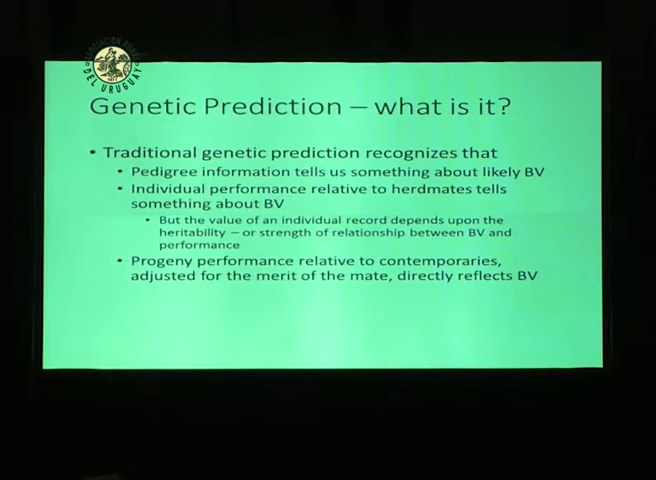 ASOCIACION RURAL
DEL URUGUAY
Genetic Prediction – what is it?
• Traditional genetic prediction recognizes that
• Pedigree information tells us something about likely BV
• Individual performance relative to herdmates tells
something about BV
• But the value of an individual record depends upon the
heritability – or strength of relationship between BV and
performance
• Progeny performance relative to contemporaries,
adjusted for the merit of the mate, directly reflects BV